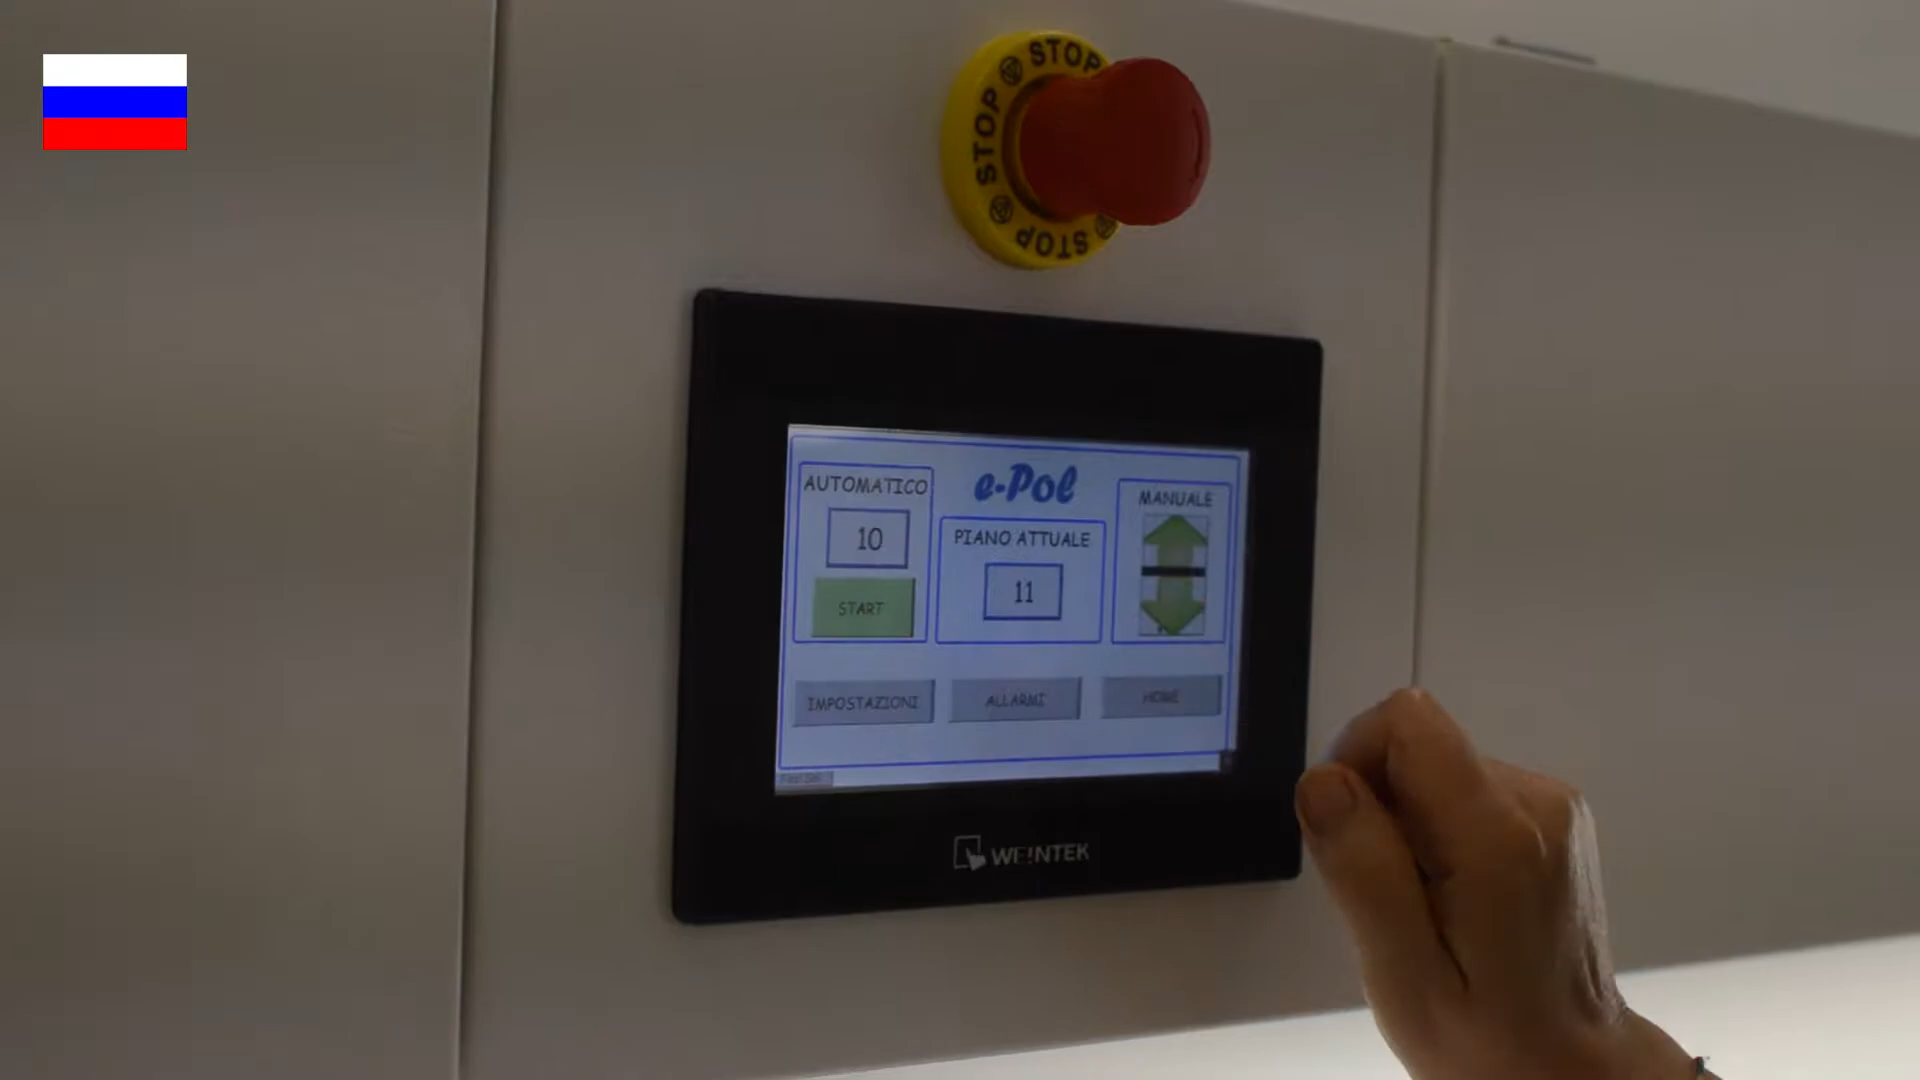 STOP STOP STOP
e-Pol
AUTOMATICO
10
START
PIANO ATTUALE
11
MANUALE
IMPOSTAZIONI
ALLARMI
HOME
WEINTEK